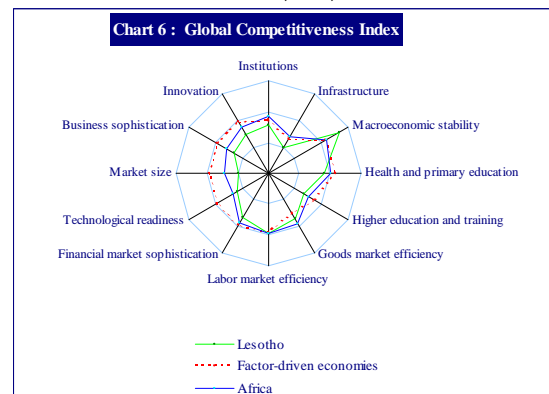 Chart 6 : Global Competitiveness Index
Institutions
Innovation
Infrastructure
Business sophistication
Macroeconomic stability
Market size
Health and primary education
Technological readiness
Higher education and training
Financial market sophistication
Goods market efficiency
Labor market efficiency
Lesotho
Factor-driven economies
Africa